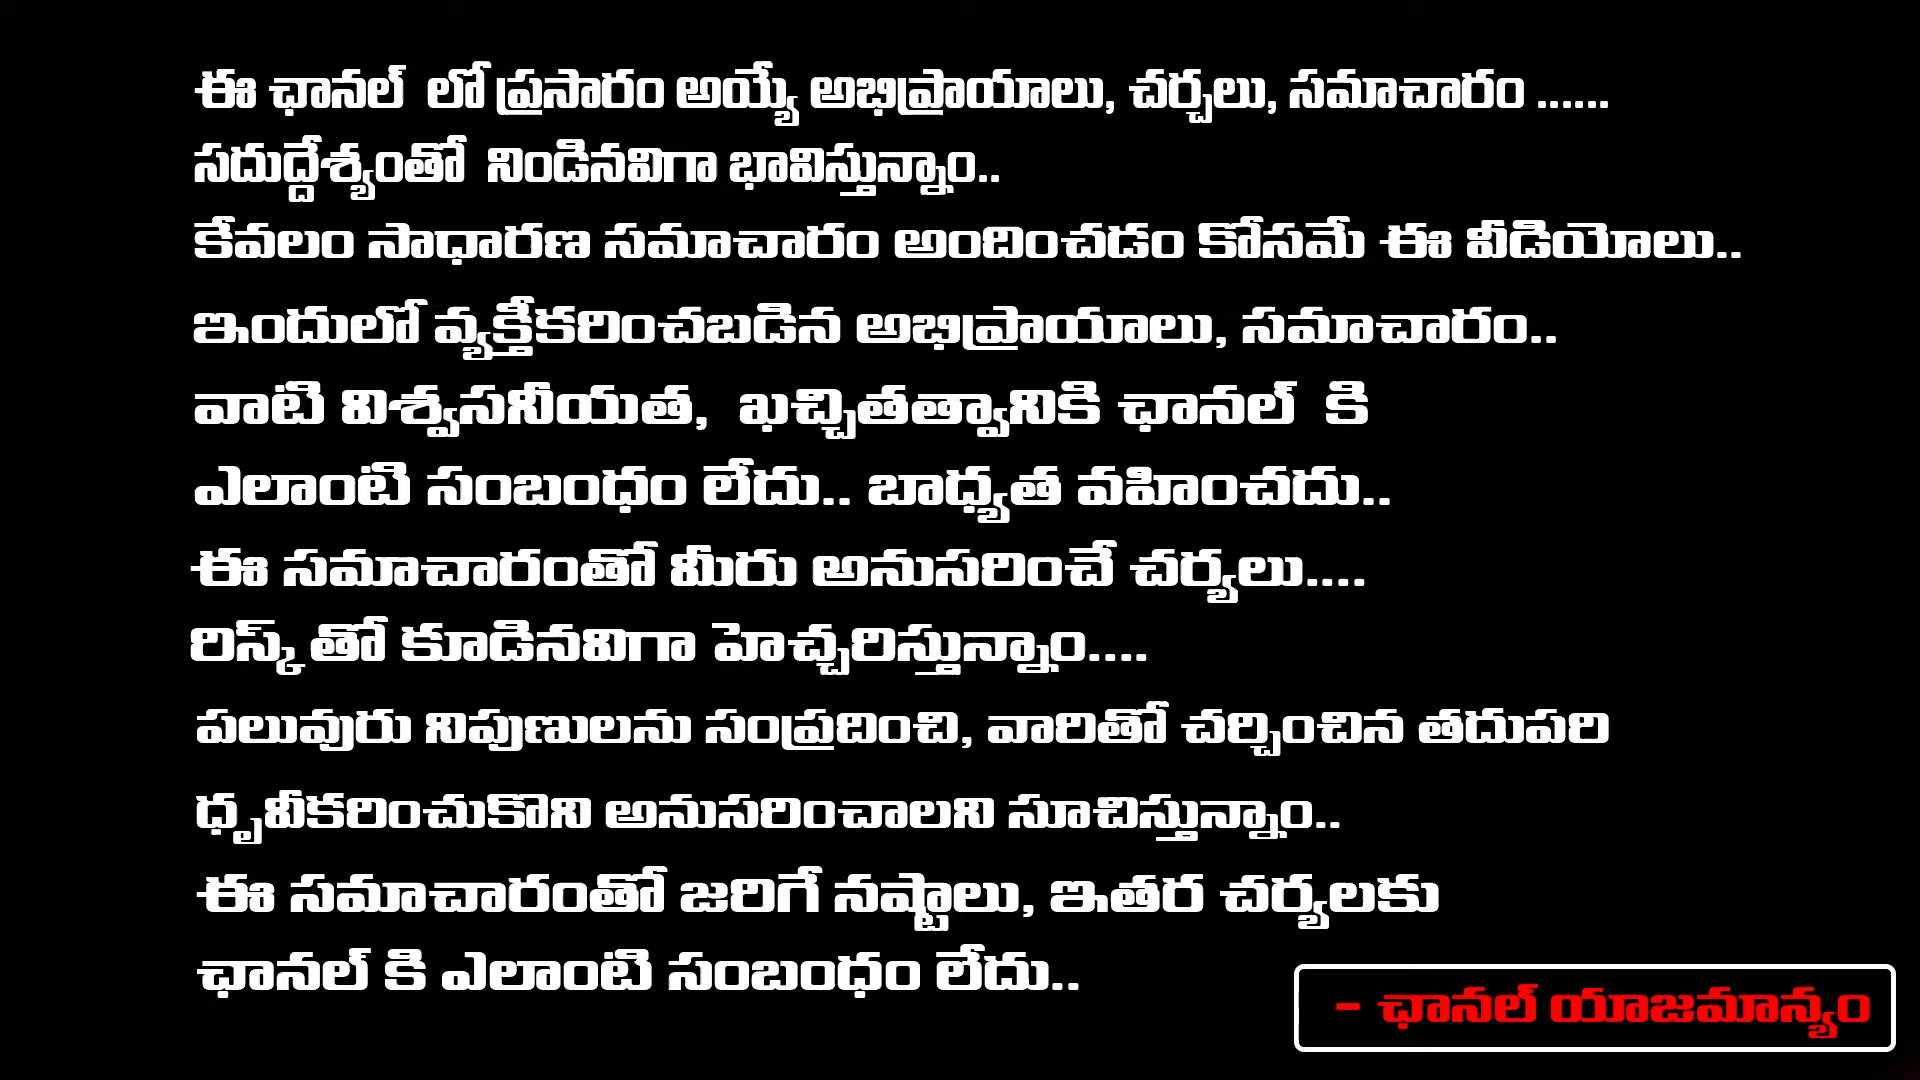 ఈ ఛానల్ లో ప్రసారం అయ్యే అభిప్రాయాలు, చర్చలు, సమాచారం ......
సదుద్దేశ్యంతో నిండినవిగా భావిస్తున్నాం..
కేవలం సాధారణ సమాచారం అందించడం కోసమే ఈ వీడియోలు..
ఇందులో వ్యక్తీకరించబడిన అభిప్రాయాలు, సమాచారం..
వాటి విశ్వసనీయత, ఖచ్చితత్వానికి ఛానల్ కి
ఎలాంటి సంబంధం లేదు.. బాధ్యత వహించదు..
ఈ సమాచారంతో మీరు అనుసరించే చర్యలు....
రిస్క్ తో కూడినవిగా హెచ్చరిస్తున్నాం....
పలువురు నిపుణులను సంప్రదించి, వారితో చర్చించిన తదుపరి
ధృవీకరించుకొని అనుసరించాలని సూచిస్తున్నాం..
ఈ సమాచారంతో జరిగే నష్టాలు, ఇతర చర్యలకు
ఛానల్ కి ఎలాంటి సంబంధం లేదు..
- ఛానల్ యాజమాన్యం